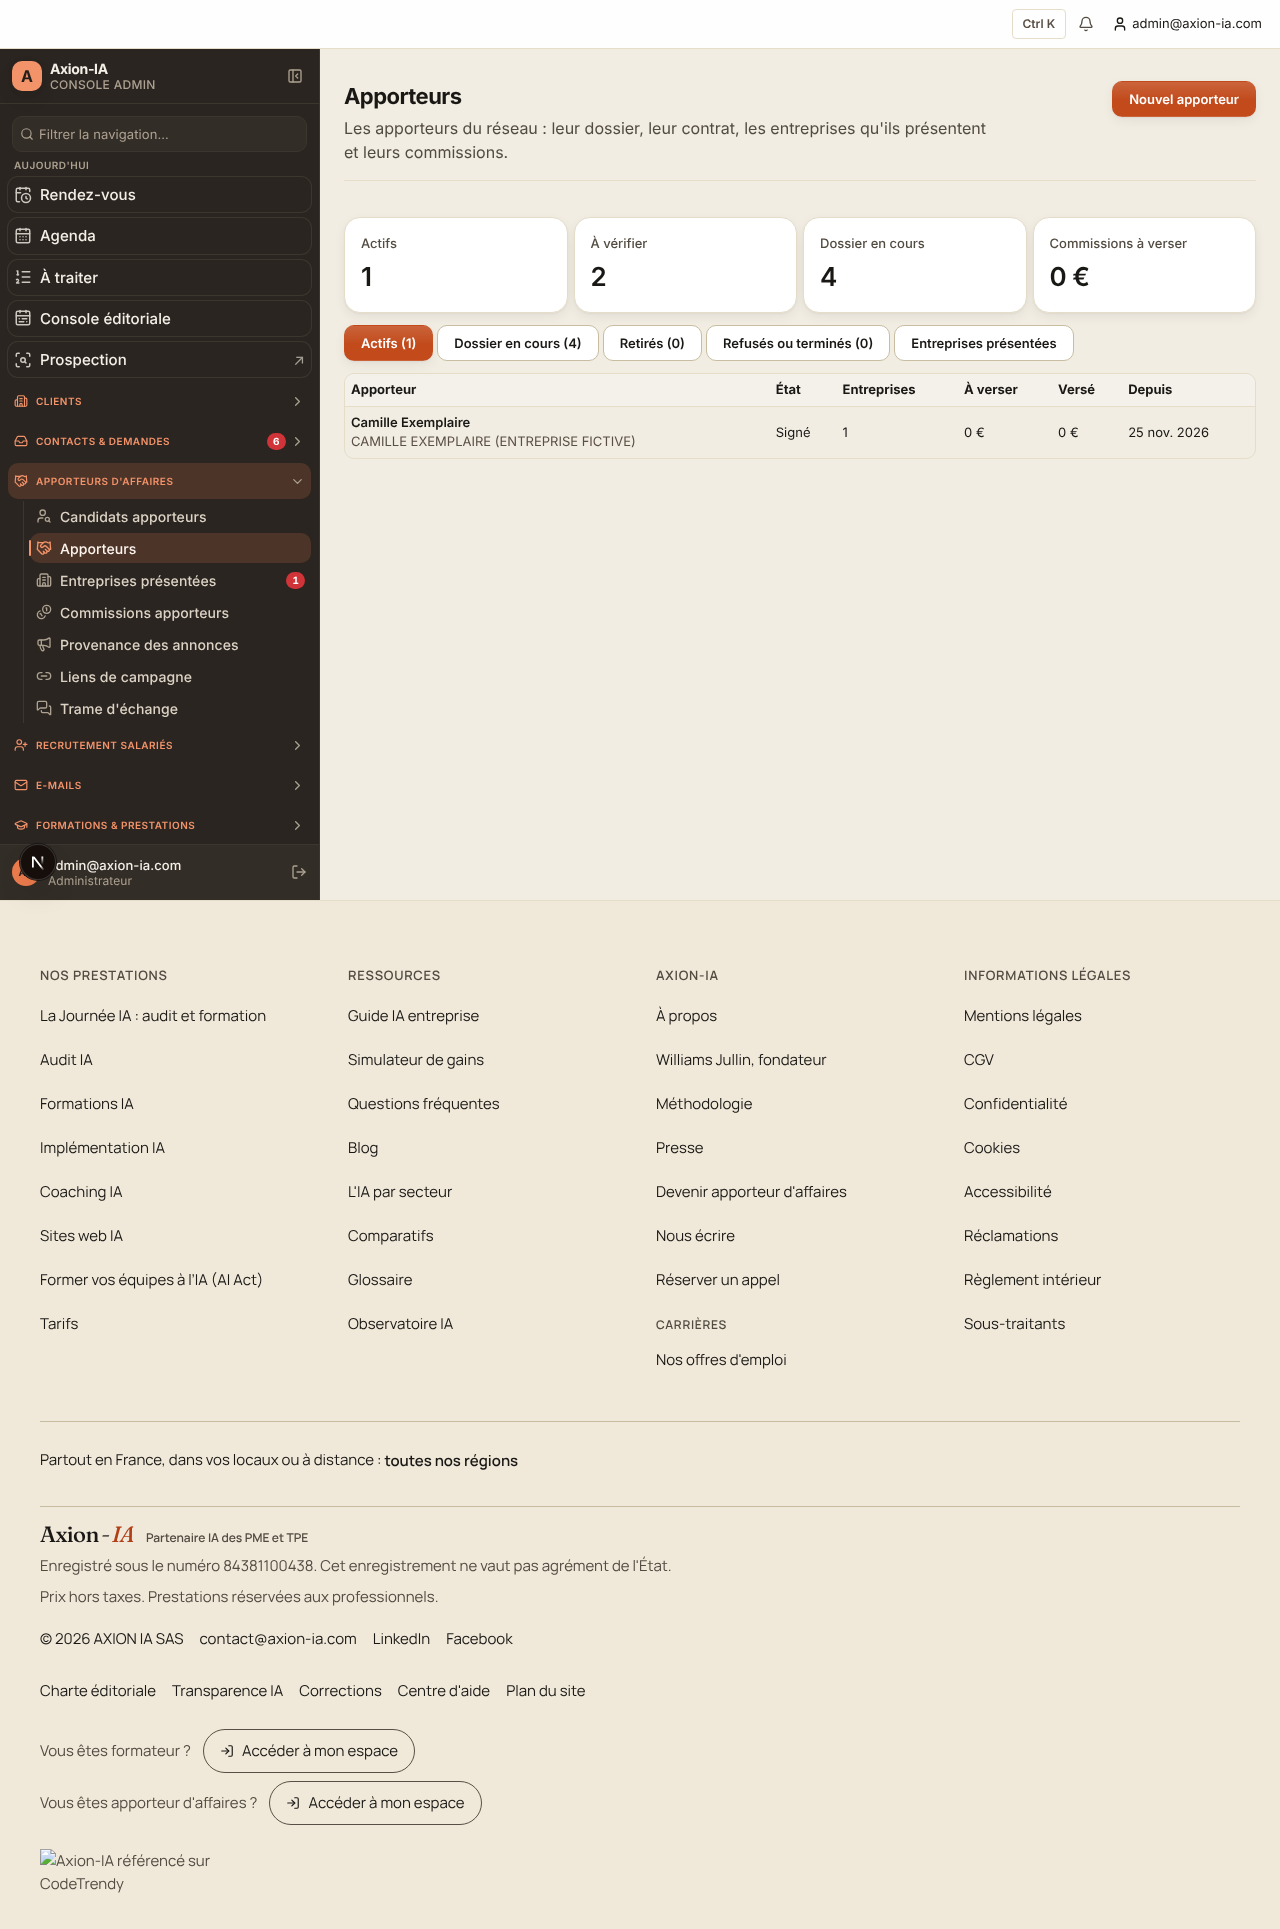 Ctrl K
admin@axion-ia.com
A
Axion-IA
CONSOLE ADMIN
Filtrer la navigation...
AUJOURD'HUI
Rendez-vous
Agenda
À traiter
Console éditoriale
Prospection
CLIENTS
CONTACTS & DEMANDES
6
APPORTEURS D'AFFAIRES
Candidats apporteurs
Apporteurs
Entreprises présentées
1
Commissions apporteurs
Provenance des annonces
Liens de campagne
Trame d'échange
RECRUTEMENT SALARIÉS
E-MAILS
FORMATIONS & PRESTATIONS
N
dmin@axion-ia.com
Administrateur
Apporteurs
Nouvel apporteur
Les apporteurs du réseau : leur dossier, leur contrat, les entreprises qu'ils présentent
et leurs commissions.
Actifs
1
À vérifier
2
Dossier en cours
4
Commissions à verser
0 €
Actifs (1)
Dossier en cours (4)
Retirés (0)
Refusés ou terminés (0)
Entreprises présentées
Apporteur État Entreprises À verser Versé Depuis
Camille Exemplaire
CAMILLE EXEMPLAIRE (ENTREPRISE FICTIVE)
Signé 1 0 € 0 € 25 nov. 2026
NOS PRESTATIONS
La Journée IA : audit et formation
Audit IA
Formations IA
Implémentation IA
Coaching IA
Sites web IA
Former vos équipes à l'IA (AI Act)
Tarifs
RESSOURCES
Guide IA entreprise
Simulateur de gains
Questions fréquentes
Blog
L'IA par secteur
Comparatifs
Glossaire
Observatoire IA
AXION-IA
À propos
Williams Jullin, fondateur
Méthodologie
Presse
Devenir apporteur d'affaires
Nous écrire
Réserver un appel
CARRIÈRES
Nos offres d'emploi
INFORMATIONS LÉGALES
Mentions légales
CGV
Confidentialité
Cookies
Accessibilité
Réclamations
Règlement intérieur
Sous-traitants
Partout en France, dans vos locaux ou à distance : toutes nos régions
Axion-IA Partenaire IA des PME et TPE
Enregistré sous le numéro 84381100438. Cet enregistrement ne vaut pas agrément de l'État.
Prix hors taxes. Prestations réservées aux professionnels.
© 2026 AXION IA SAS contact@axion-ia.com LinkedIn Facebook
Charte éditoriale Transparence IA Corrections Centre d'aide Plan du site
Vous êtes formateur ? Accéder à mon espace
Vous êtes apporteur d'affaires ? Accéder à mon espace
Axion-IA référencé sur
CodeTrendy